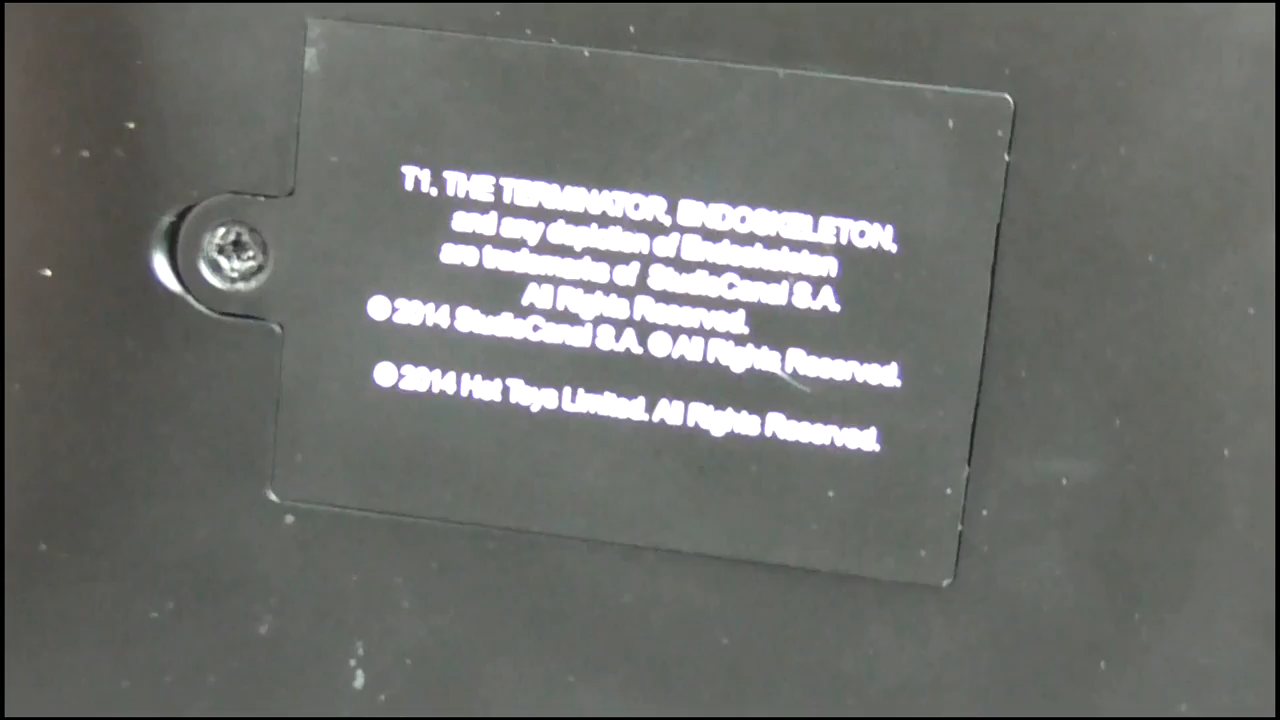 T1, THE TERMINATOR, ENDOSKELETON,
and any depiction of Endoskeleton
are trademarks of StudioCanal S.A.
All Rights Reserved.
© 2014 StudioCanal S.A. ® All Rights Reserved.
© 2014 Hot Toys Limited. All Rights Reserved.